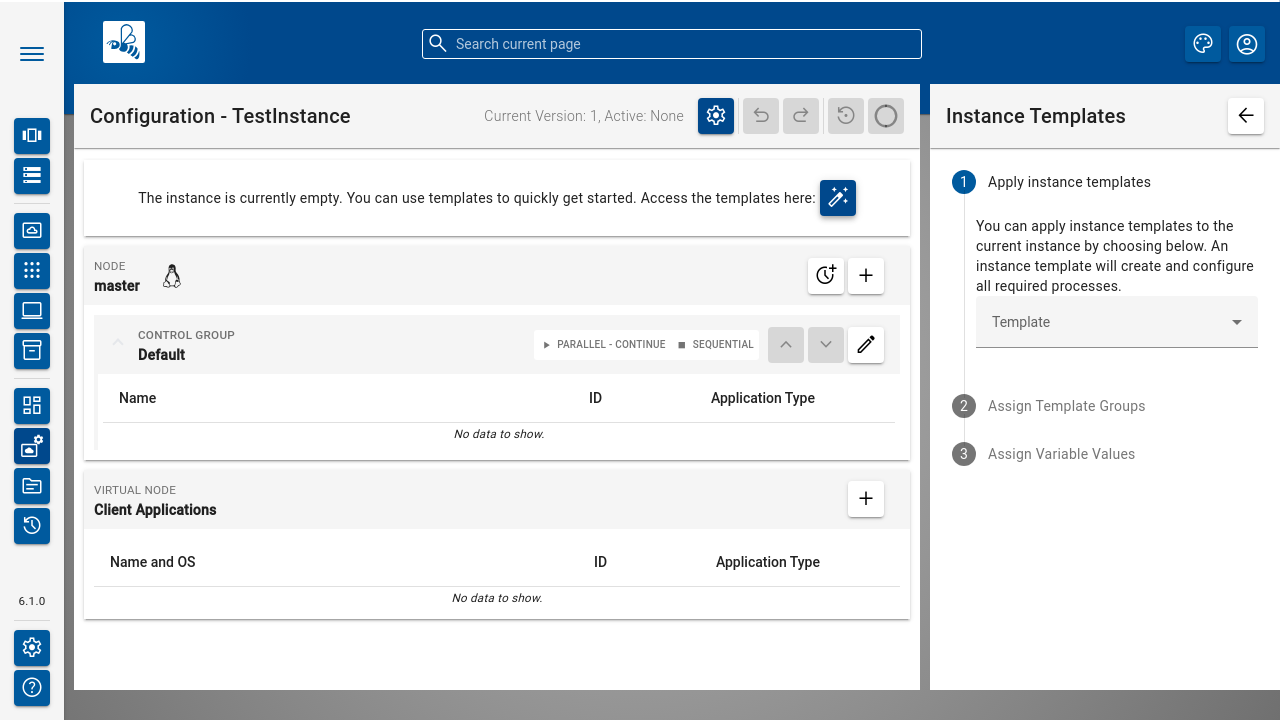 Search current page
Configuration - TestInstance
Current Version: 1, Active: None
The instance is currently empty. You can use templates to quickly get started. Access the templates here:
NODE
master
CONTROL GROUP
Default
PARALLEL - CONTINUE
SEQUENTIAL
Name ID Application Type
No data to show.
VIRTUAL NODE
Client Applications
Name and OS ID Application Type
No data to show.
6.1.0
Instance Templates
1 Apply instance templates
You can apply instance templates to the
current instance by choosing below. An
instance template will create and configure
all required processes.
Template
2 Assign Template Groups
3 Assign Variable Values